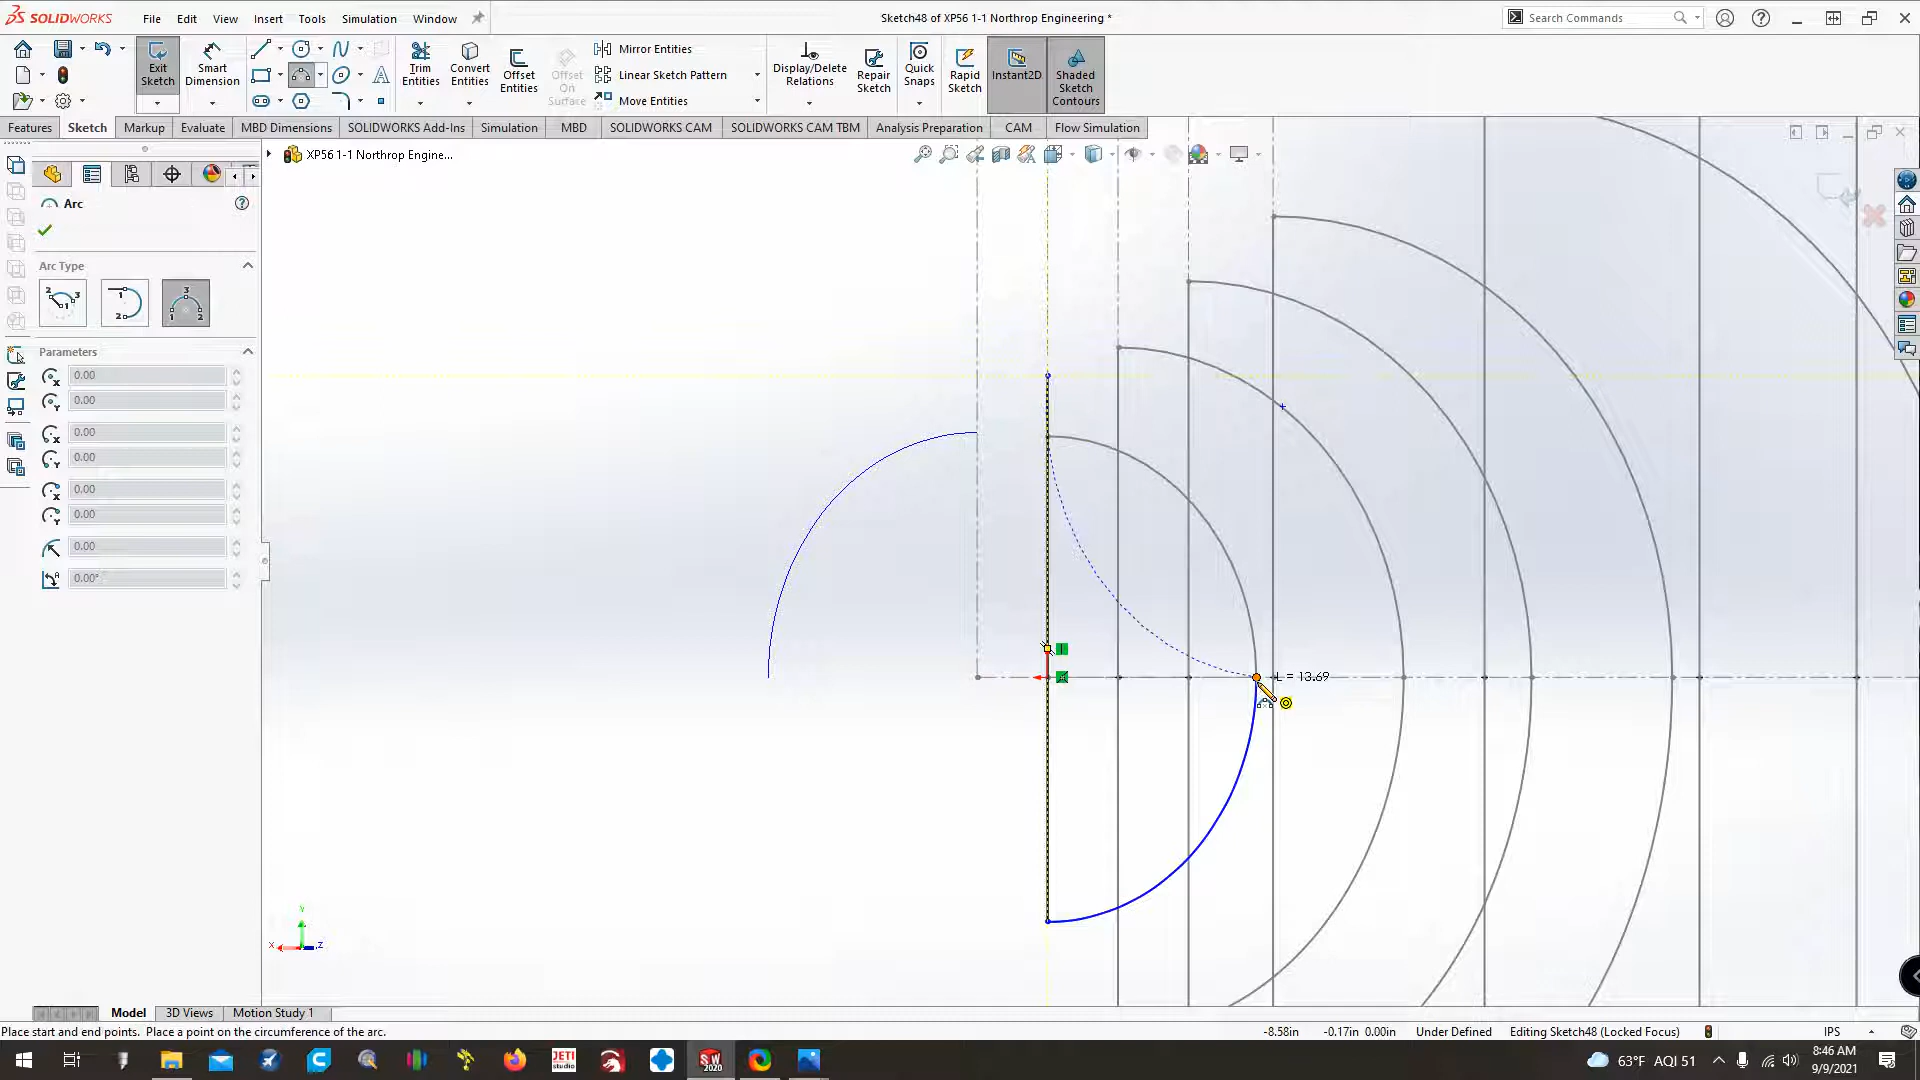 SOLIDWORKS File Edit View Insert Tools Simulation Window Sketch48 of XP56 1-1 Northrop Engineering * Search Commands
Exit Sketch
Smart Dimension
Trim Entities
Convert Entities
Offset Entities
Offset On Surface
Mirror Entities
Linear Sketch Pattern
Move Entities
Display/Delete Relations
Repair Sketch
Quick Snaps
Rapid Sketch
Instant2D
Shaded Sketch Contours
Features Sketch Markup Evaluate MBD Dimensions SOLIDWORKS Add-Ins Simulation MBD SOLIDWORKS CAM SOLIDWORKS CAM TBM Analysis Preparation CAM Flow Simulation
XP56 1-1 Northrop Engine...
Arc
Arc Type
Parameters
0.00
0.00
0.00
0.00
0.00
0.00
0.00
0.00°
L = 13.69
Y
X Z
Model 3D Views Motion Study 1
Place start and end points. Place a point on the circumference of the arc. -8.58in -0.17in 0.00in Under Defined Editing Sketch48 (Locked Focus) IPS
JETI studio
SW 2020
63°F AQI 51
8:46 AM
9/9/2021